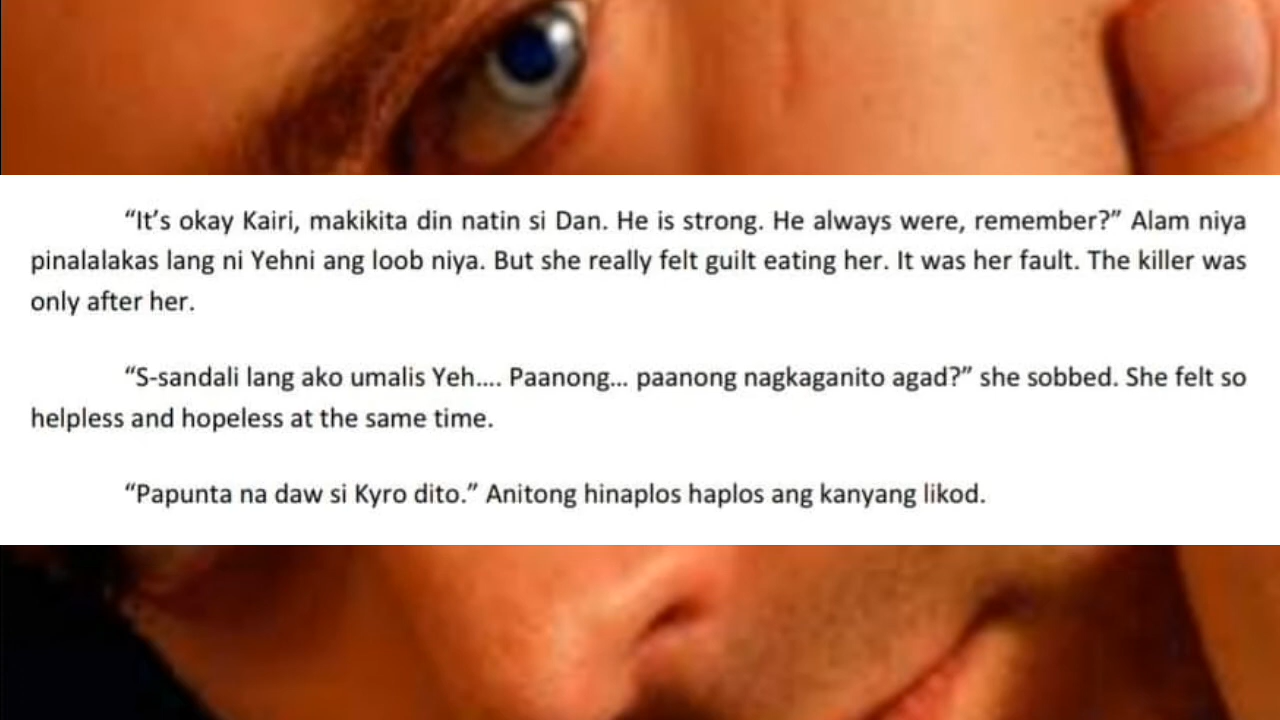 “It’s okay Kairi, makikita din natin si Dan. He is strong. He always were, remember?” Alam niya
pinalalakas lang ni Yehni ang loob niya. But she really felt guilt eating her. It was her fault. The killer was
only after her.
“S-sandali lang ako umalis Yeh…. Paanong… paanong nagkaganito agad?” she sobbed. She felt so
helpless and hopeless at the same time.
“Papunta na daw si Kyro dito.” Anitong hinaplos haplos ang kanyang likod.